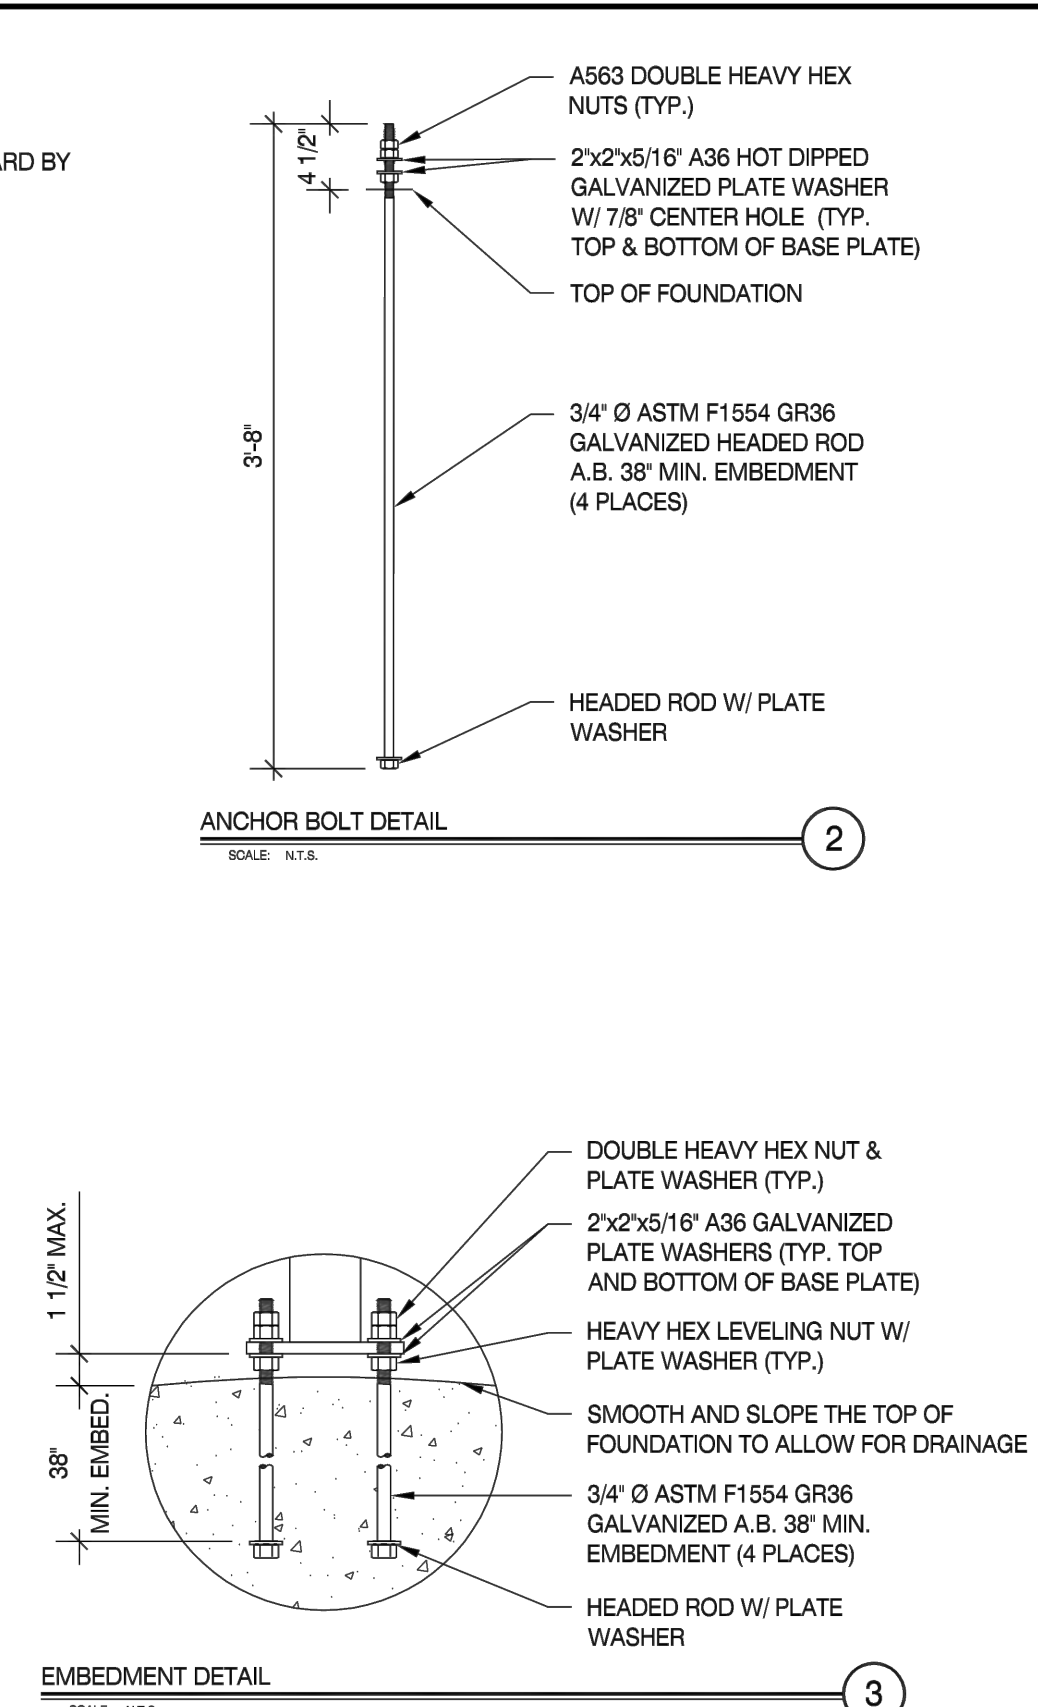 A563 DOUBLE HEAVY HEX
NUTS (TYP.)
ARD BY
4 1/2"
2"x2"x5/16" A36 HOT DIPPED
GALVANIZED PLATE WASHER
W/ 7/8" CENTER HOLE (TYP.
TOP & BOTTOM OF BASE PLATE)
TOP OF FOUNDATION
3'-8"
3/4" Ø ASTM F1554 GR36
GALVANIZED HEADED ROD
A.B. 38" MIN. EMBEDMENT
(4 PLACES)
HEADED ROD W/ PLATE
WASHER
ANCHOR BOLT DETAIL
2
SCALE: N.T.S.
DOUBLE HEAVY HEX NUT &
PLATE WASHER (TYP.)
1 1/2" MAX.
2"x2"x5/16" A36 GALVANIZED
PLATE WASHERS (TYP. TOP
AND BOTTOM OF BASE PLATE)
HEAVY HEX LEVELING NUT W/
PLATE WASHER (TYP.)
SMOOTH AND SLOPE THE TOP OF
FOUNDATION TO ALLOW FOR DRAINAGE
38"
MIN. EMBED.
3/4" Ø ASTM F1554 GR36
GALVANIZED A.B. 38" MIN.
EMBEDMENT (4 PLACES)
HEADED ROD W/ PLATE
WASHER
EMBEDMENT DETAIL
3